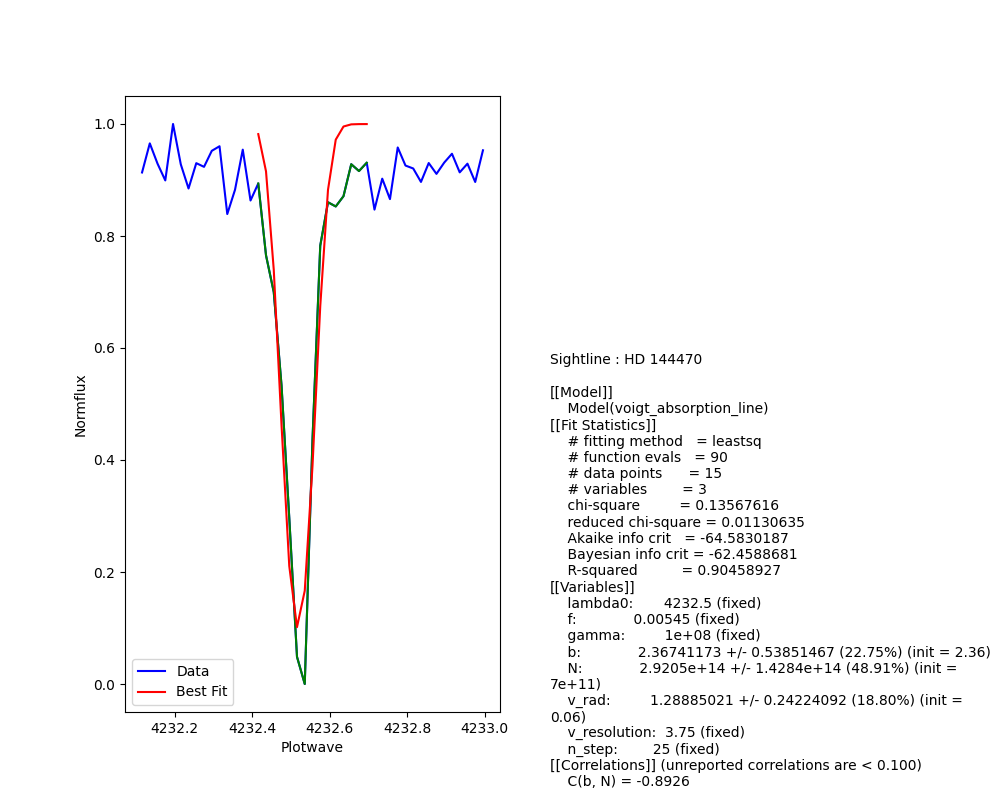 1.0
0.8
0.6
0.4
0.2
0.0
Normflux
Data
Best Fit
4232.2 4232.4 4232.6 4232.8 4233.0
Plotwave
Sightline : HD 144470
[[Model]]
Model(voigt_absorption_line)
[[Fit Statistics]]
# fitting method = leastsq
# function evals = 90
# data points = 15
# variables = 3
chi-square = 0.13567616
reduced chi-square = 0.01130635
Akaike info crit = -64.5830187
Bayesian info crit = -62.4588681
R-squared = 0.90458927
[[Variables]]
lambda0: 4232.5 (fixed)
f: 0.00545 (fixed)
gamma: 1e+08 (fixed)
b: 2.36741173 +/- 0.53851467 (22.75%) (init = 2.36)
N: 2.9205e+14 +/- 1.4284e+14 (48.91%) (init =
7e+11)
v_rad: 1.28885021 +/- 0.24224092 (18.80%) (init =
0.06)
v_resolution: 3.75 (fixed)
n_step: 25 (fixed)
[[Correlations]] (unreported correlations are < 0.100)
C(b, N) = -0.8926